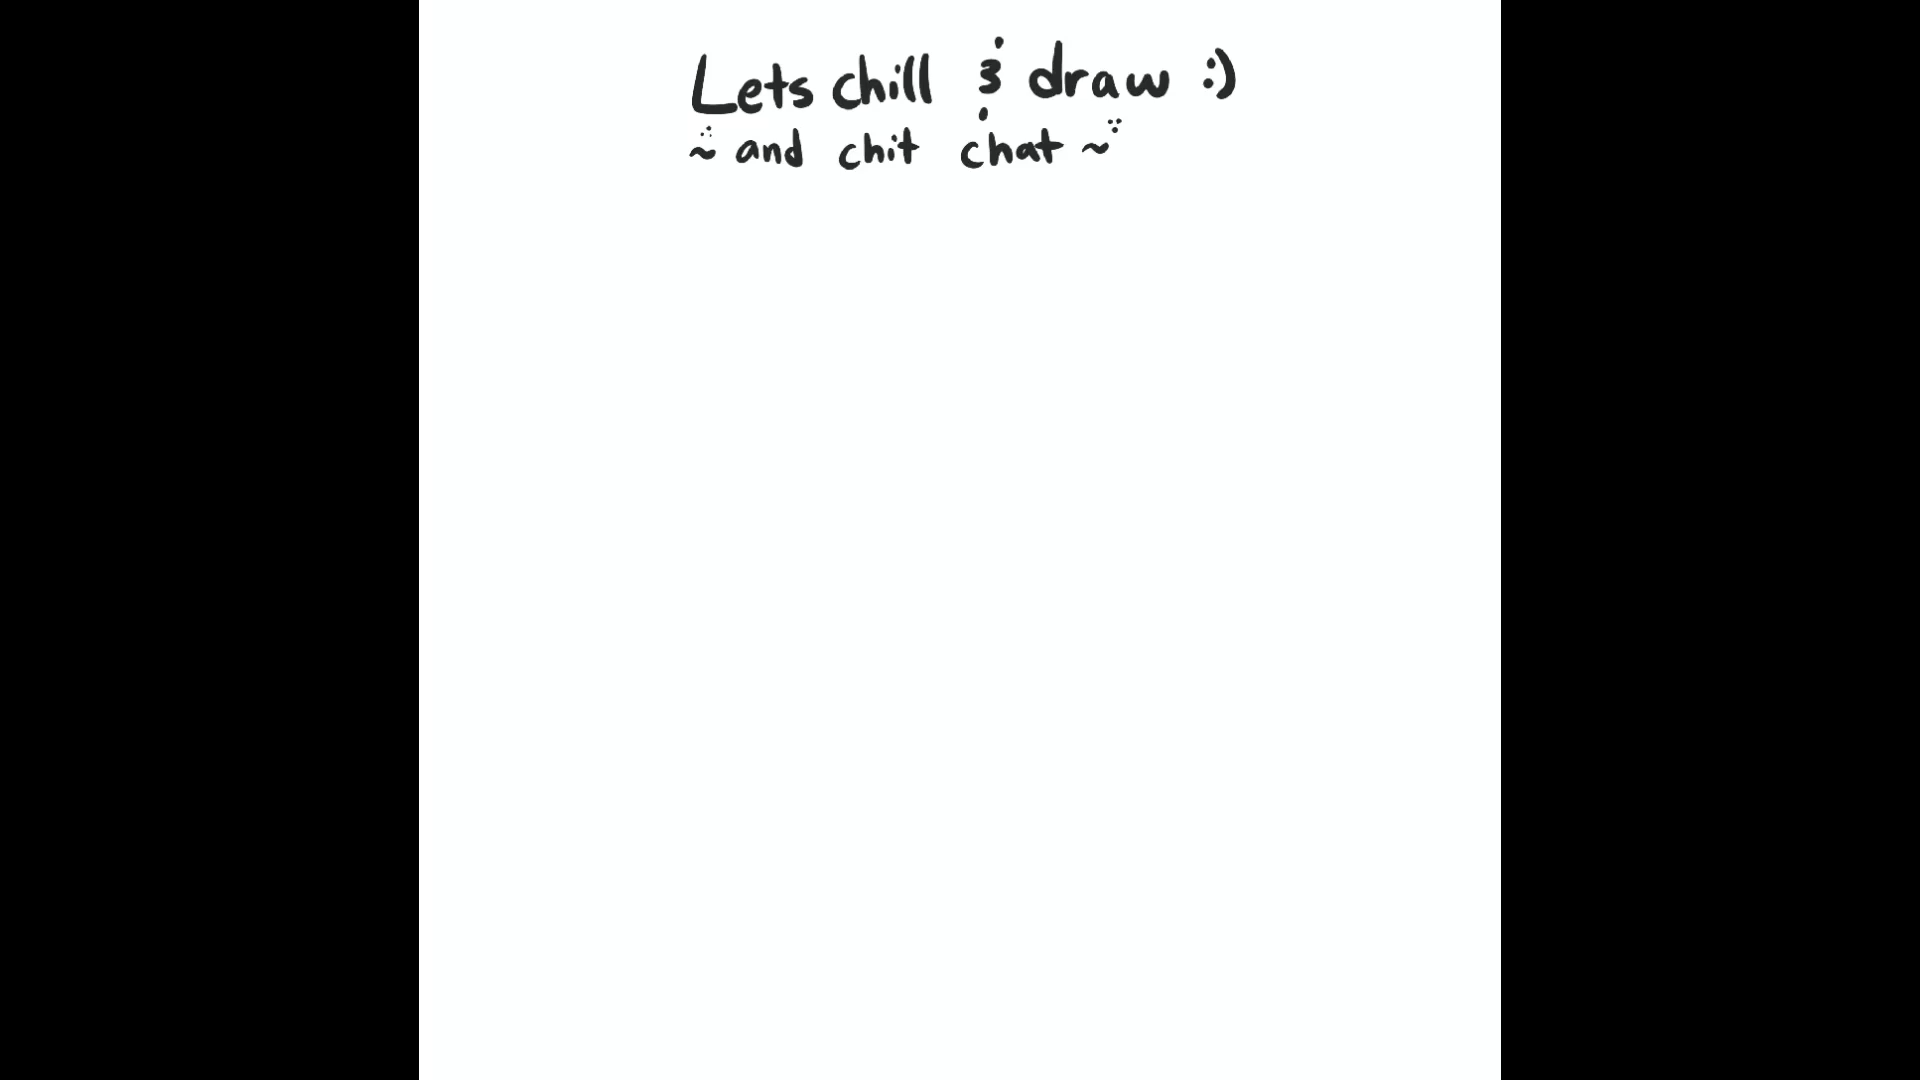 Lets chill & draw :)
~ and chit chat ~